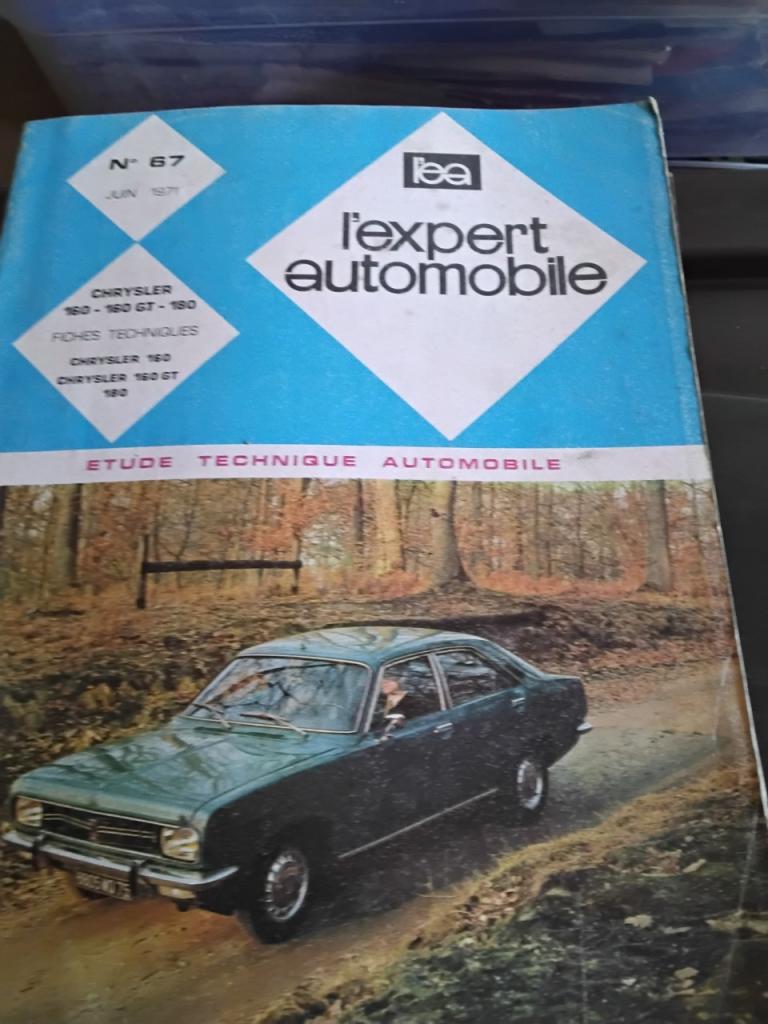 N° 67
JUIN 1971
l'ea
l'expert
automobile
CHRYSLER
160 - 160 GT - 180
FICHES TECHNIQUES
CHRYSLER 160
CHRYSLER 160 GT
180
ETUDE TECHNIQUE AUTOMOBILE